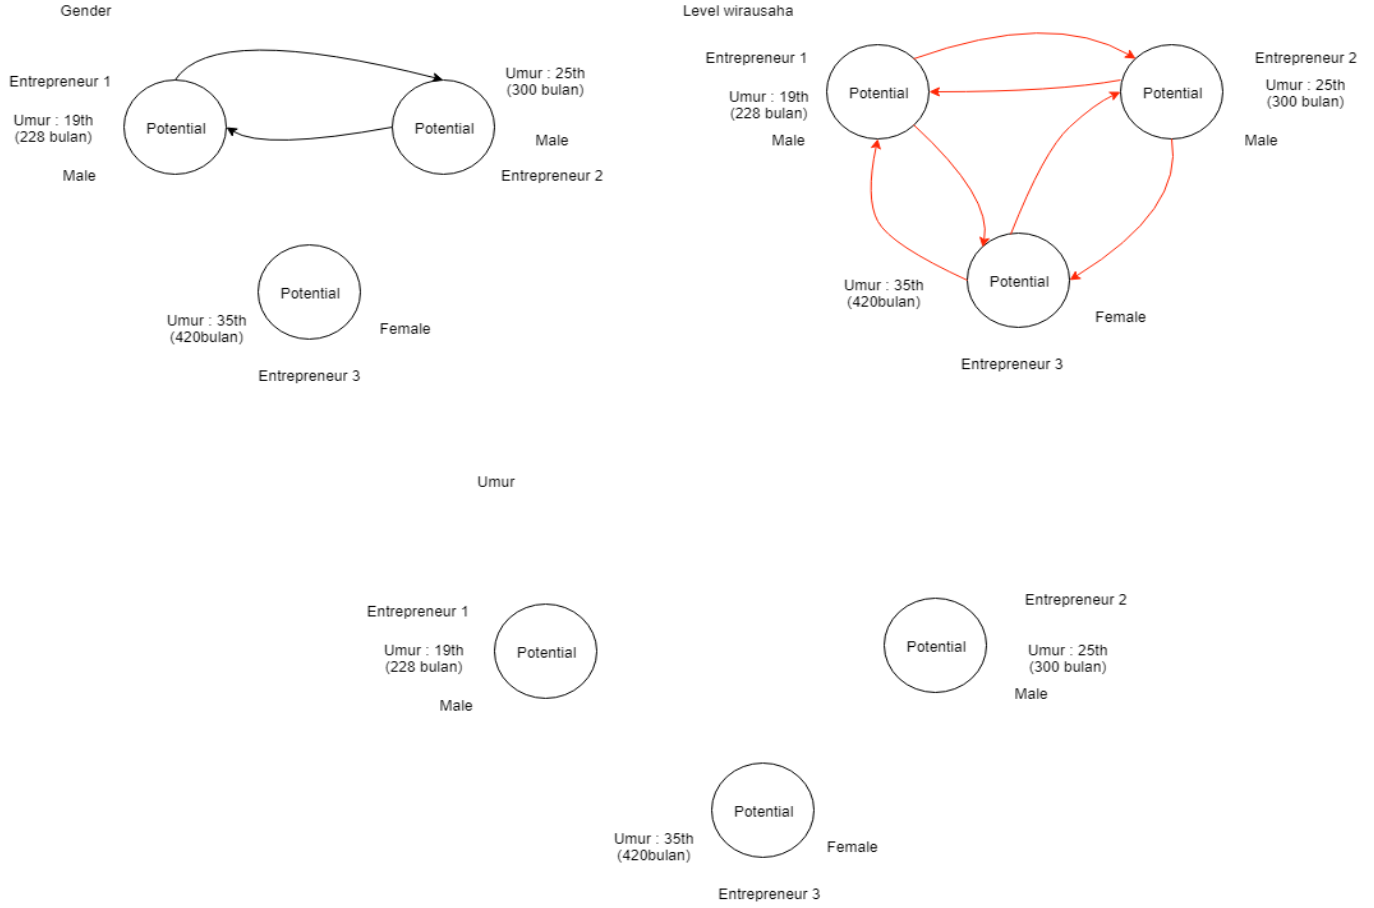 Gender
Entrepreneur 1
Umur : 19th
(228 bulan)
Male
Potential
Potential
Umur : 25th
(300 bulan)
Male
Entrepreneur 2
Potential
Umur : 35th
(420bulan)
Female
Entrepreneur 3
Level wirausaha
Entrepreneur 1
Umur : 19th
(228 bulan)
Male
Potential
Potential
Entrepreneur 2
Umur : 25th
(300 bulan)
Male
Potential
Umur : 35th
(420bulan)
Female
Entrepreneur 3
Umur
Entrepreneur 1
Umur : 19th
(228 bulan)
Male
Potential
Potential
Entrepreneur 2
Umur : 25th
(300 bulan)
Male
Potential
Umur : 35th
(420bulan)
Female
Entrepreneur 3